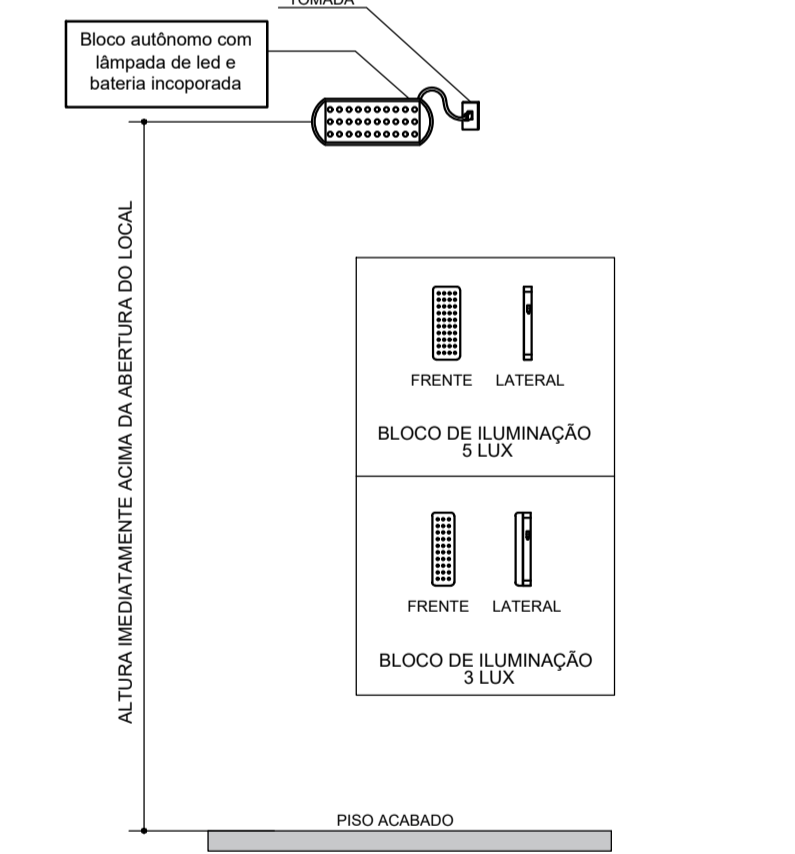 TOMADA
Bloco autônomo com
lâmpada de led e
bateria incoporada
ALTURA IMEDIATAMENTE ACIMA DA ABERTURA DO LOCAL
FRENTE LATERAL
BLOCO DE ILUMINAÇÃO
5 LUX
FRENTE LATERAL
BLOCO DE ILUMINAÇÃO
3 LUX
PISO ACABADO